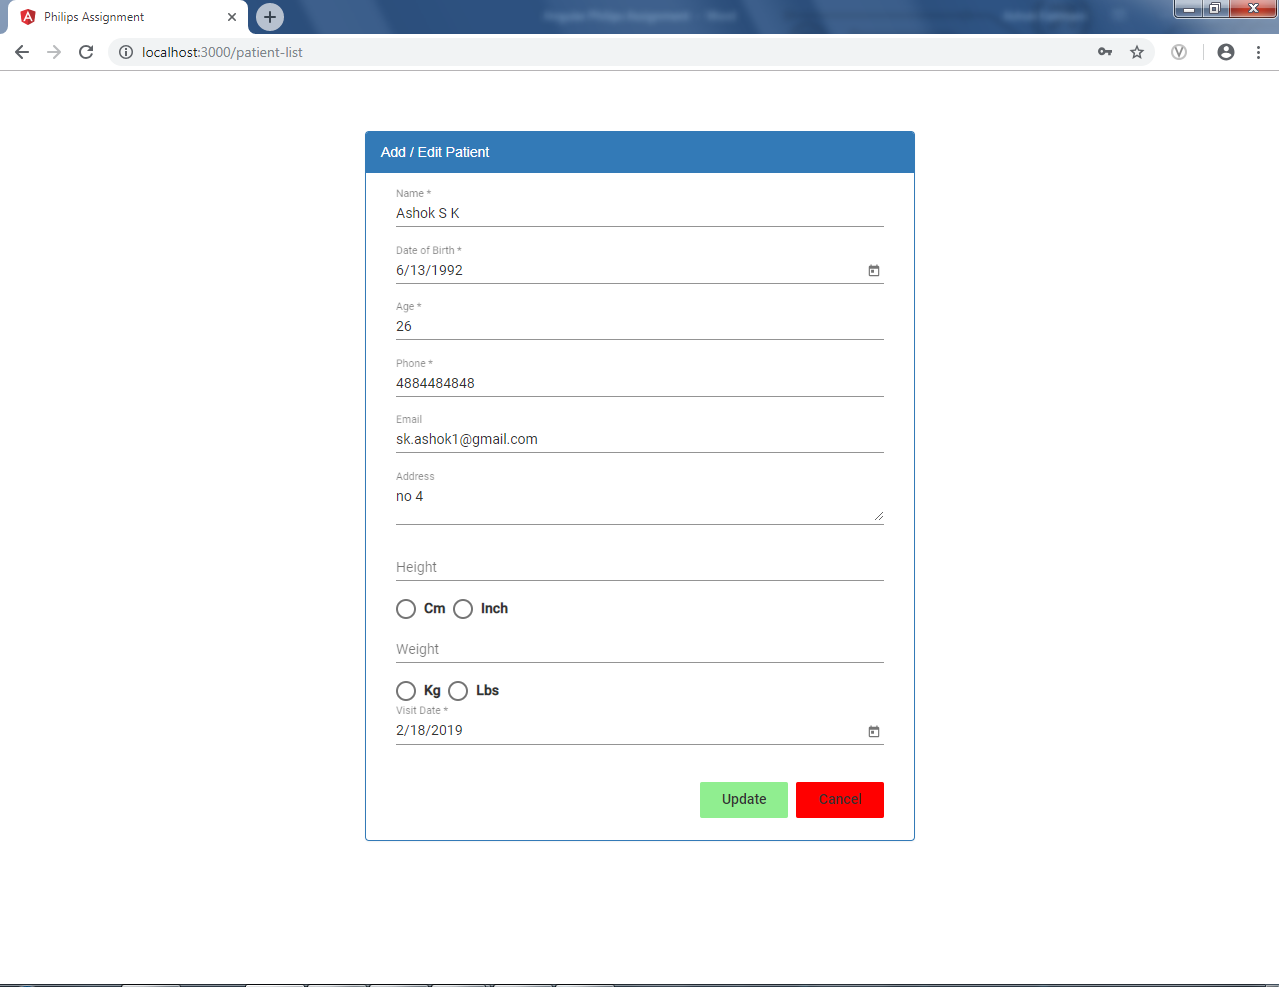 Philips Assignment
localhost:3000/patient-list
Add / Edit Patient
Name *
Ashok S K
Date of Birth *
6/13/1992
Age *
26
Phone *
4884484848
Email
sk.ashok1@gmail.com
Address
no 4
Height
Cm Inch
Weight
Kg Lbs
Visit Date *
2/18/2019
Update Cancel